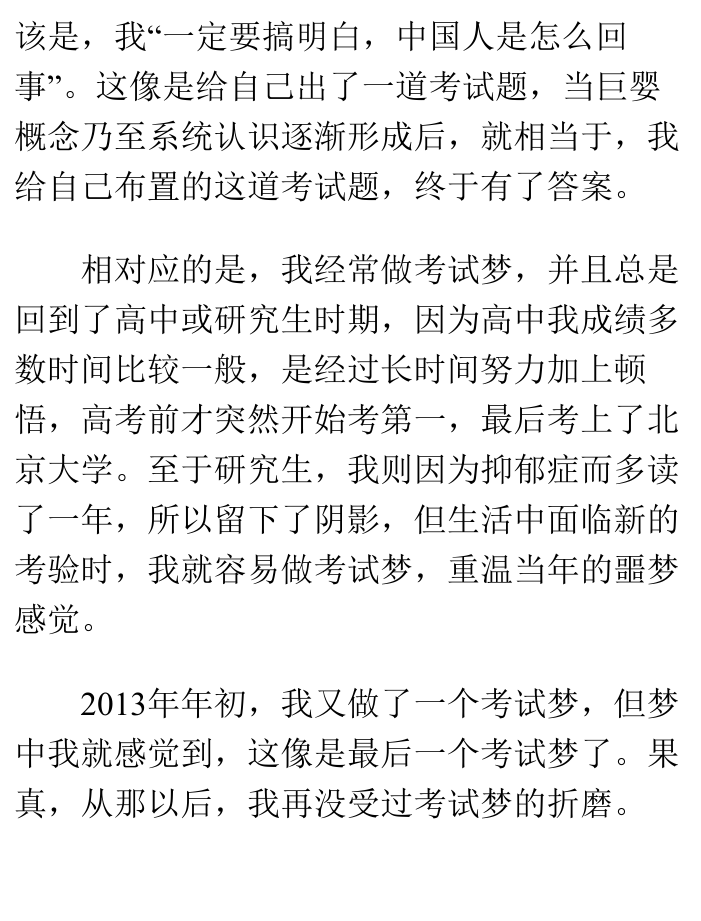 该是，我“一定要搞明白，中国人是怎么回
事”。这像是给自己出了一道考试题，当巨婴
概念乃至系统认识逐渐形成后，就相当于，我
给自己布置的这道考试题，终于有了答案。
相对应的是，我经常做考试梦，并且总是
回到了高中或研究生时期，因为高中我成绩多
数时间比较一般，是经过长时间努力加上顿
悟，高考前才突然开始考第一，最后考上了北
京大学。至于研究生，我则因为抑郁症而多读
了一年，所以留下了阴影，但生活中面临新的
考验时，我就容易做考试梦，重温当年的噩梦
感觉。
2013年年初，我又做了一个考试梦，但梦
中我就感觉到，这像是最后一个考试梦了。果
真，从那以后，我再没受过考试梦的折磨。